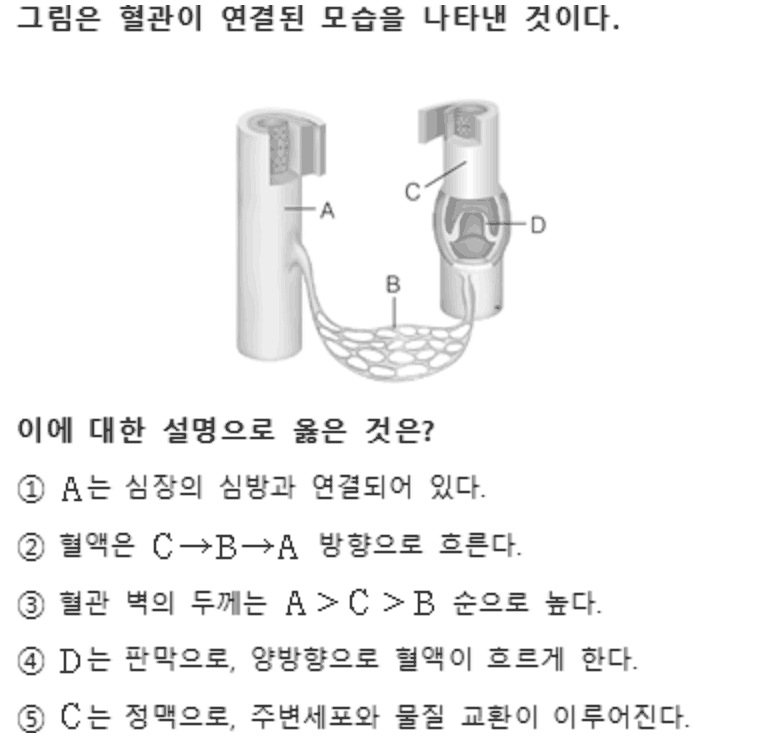 그림은 혈관이 연결된 모습을 나타낸 것이다.
A
C
D
B
이에 대한 설명으로 옳은 것은?
① A는 심장의 심방과 연결되어 있다.
② 혈액은 C→B→A 방향으로 흐른다.
③ 혈관 벽의 두께는 A > C > B 순으로 높다.
④ D는 판막으로, 양방향으로 혈액이 흐르게 한다.
⑤ C는 정맥으로, 주변세포와 물질 교환이 이루어진다.